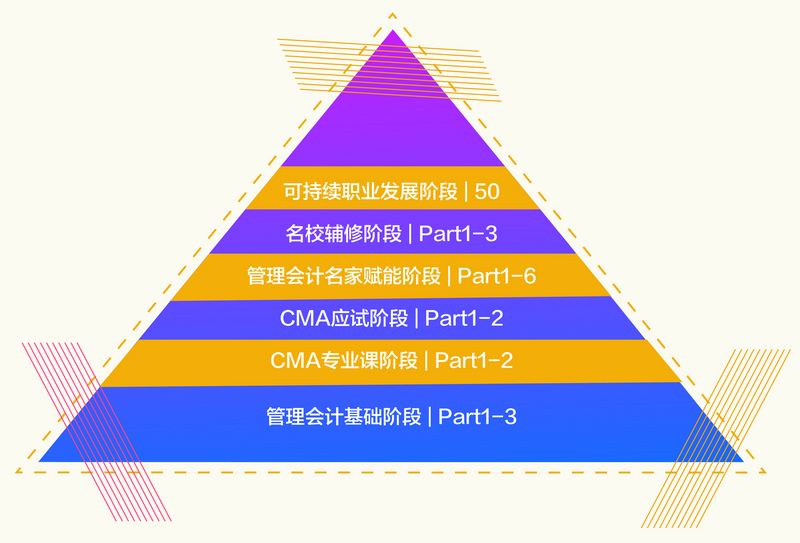 可持续职业发展阶段 | 50
名校辅修阶段 | Part1-3
管理会计名家赋能阶段 | Part1-6
CMA应试阶段 | Part1-2
CMA专业课阶段 | Part1-2
管理会计基础阶段 | Part1-3